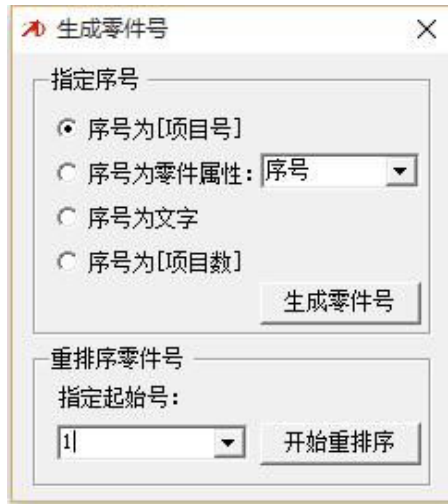 生成零件号
指定序号
序号为[项目号]
序号为零件属性： 序号
序号为文字
序号为[项目数]
生成零件号
重排序零件号
指定起始号：
1 开始重排序